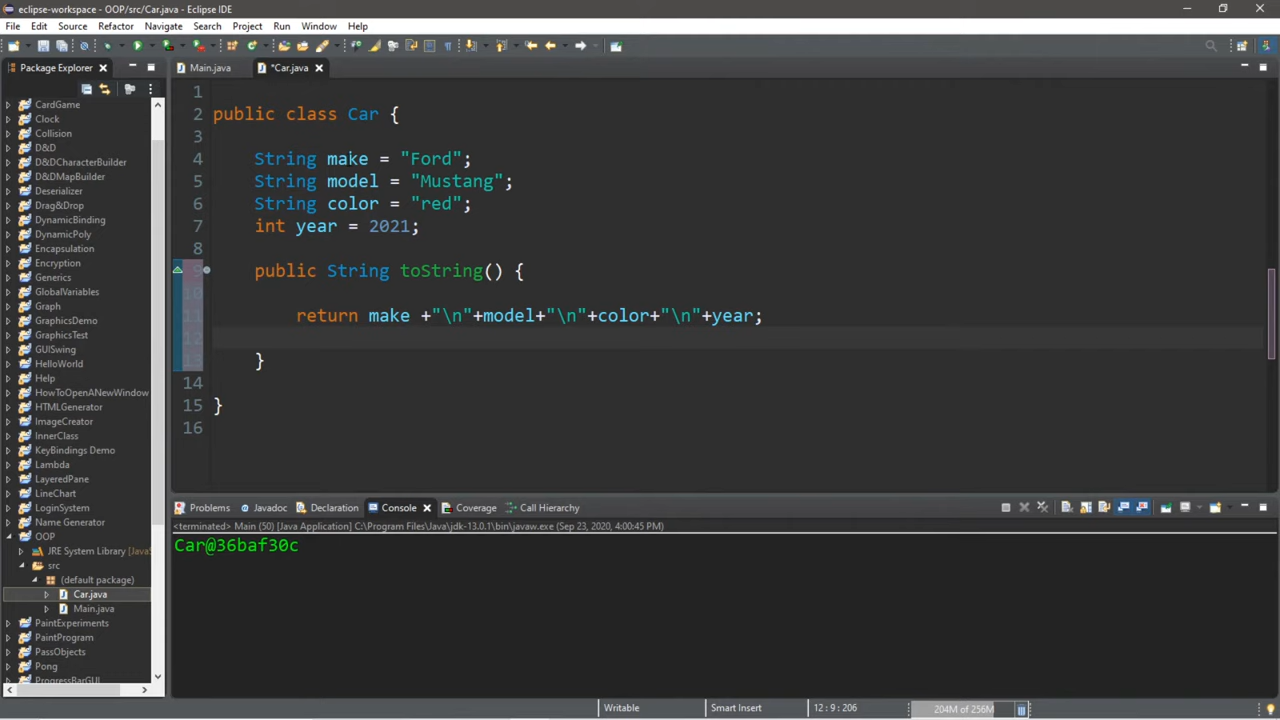 eclipse-workspace - OOP/src/Car.java - Eclipse IDE
File Edit Source Refactor Navigate Search Project Run Window Help
Package Explorer
Main.java
*Car.java
CardGame
Clock
Collision
D&D
D&DCharacterBuilder
D&DMapBuilder
Deserializer
Drag&Drop
DynamicBinding
DynamicPoly
Encapsulation
Encryption
Generics
GlobalVariables
Graph
GraphicsDemo
GraphicsTest
GUISwing
HelloWorld
Help
HowToOpenANewWindow
HTMLGenerator
ImageCreator
InnerClass
KeyBindings Demo
Lambda
LayeredPane
LineChart
LoginSystem
Name Generator
OOP
JRE System Library [JavaS
src
(default package)
Car.java
Main.java
PaintExperiments
PaintProgram
PassObjects
Pong
ProgressBarGUI
1
2 public class Car {
3
4 String make = "Ford";
5 String model = "Mustang";
6 String color = "red";
7 int year = 2021;
8
9 public String toString() {
10
11 return make +"\n"+model+"\n"+color+"\n"+year;
12
13 }
14
15 }
16
Problems Javadoc Declaration Console Coverage Call Hierarchy
<terminated> Main (50) [Java Application] C:\Program Files\Java\jdk-13.0.1\bin\javaw.exe (Sep 23, 2020, 4:00:45 PM)
Car@36baf30c
Writable Smart Insert 12 : 9 : 206 204M of 256M